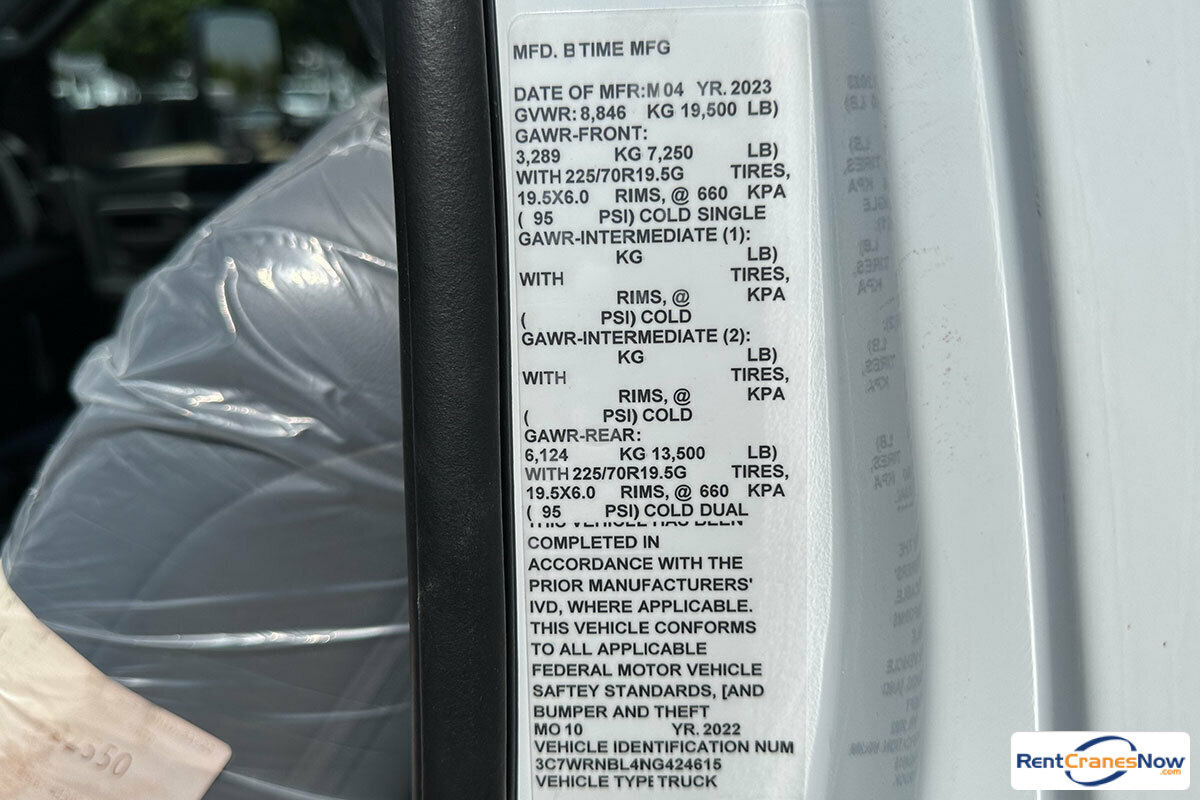 MFD. B TIME MFG
DATE OF MFR:M 04 YR. 2023
GVWR: 8,846 KG 19,500 LB)
GAWR-FRONT:
3,289 KG 7,250 LB)
WITH 225/70R19.5G TIRES,
19.5X6.0 RIMS, @ 660 KPA
( 95 PSI) COLD SINGLE
GAWR-INTERMEDIATE (1):
KG LB)
WITH TIRES,
RIMS, @ KPA
( PSI) COLD
GAWR-INTERMEDIATE (2):
KG LB)
WITH TIRES,
RIMS, @ KPA
( PSI) COLD
GAWR-REAR:
6,124 KG 13,500 LB)
WITH 225/70R19.5G TIRES,
19.5X6.0 RIMS, @ 660 KPA
( 95 PSI) COLD DUAL
THIS VEHICLE HAS BEEN
COMPLETED IN
ACCORDANCE WITH THE
PRIOR MANUFACTURERS'
IVD, WHERE APPLICABLE.
THIS VEHICLE CONFORMS
TO ALL APPLICABLE
FEDERAL MOTOR VEHICLE
SAFTEY STANDARDS, [AND
BUMPER AND THEFT
MO 10 YR. 2022
VEHICLE IDENTIFICATION NUM
3C7WRNBL4NG424615
VEHICLE TYPE TRUCK
RentCranesNow
.com